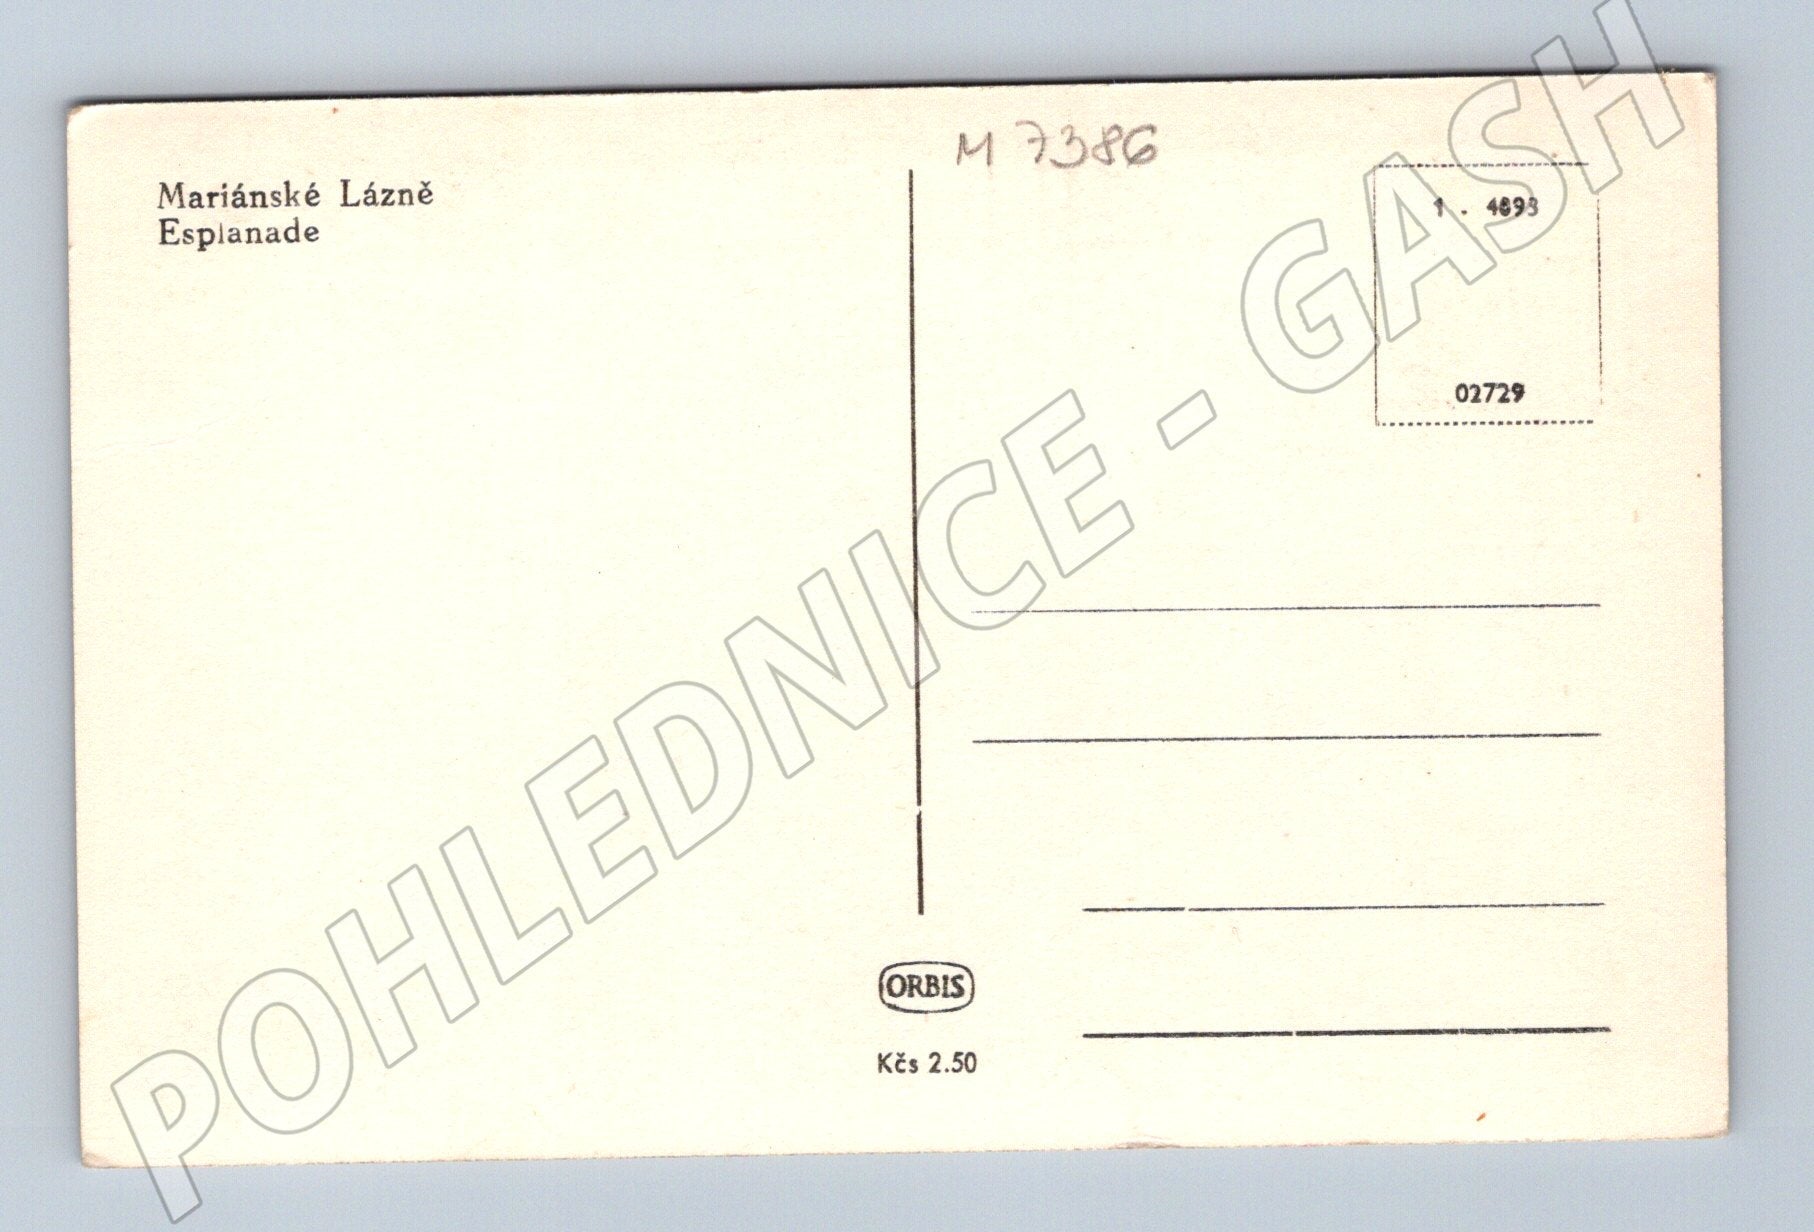 Mariánské Lázně
Esplanade
M 7386
1 . 4893
02729
ORBIS
Kčs 2.50
POHLEDNICE - GASH